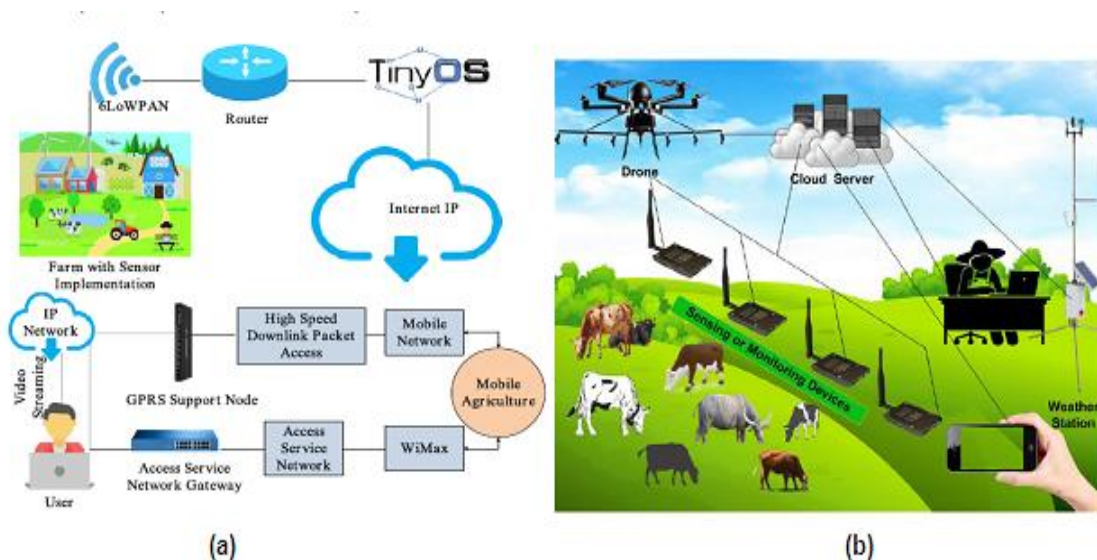 6LoWPAN
Router
TinyOS
Internet IP
Farm with Sensor
Implementation
IP
Network
Video
Streaming
High Speed
Downlink Packet
Access
Mobile
Network
GPRS Support Node
Mobile
Agriculture
Access
Service
Network
WiMax
Access Service
Network Gateway
User
(a)
Drone
Cloud Server
Sensing or Monitoring Devices
Weather
Station
(b)